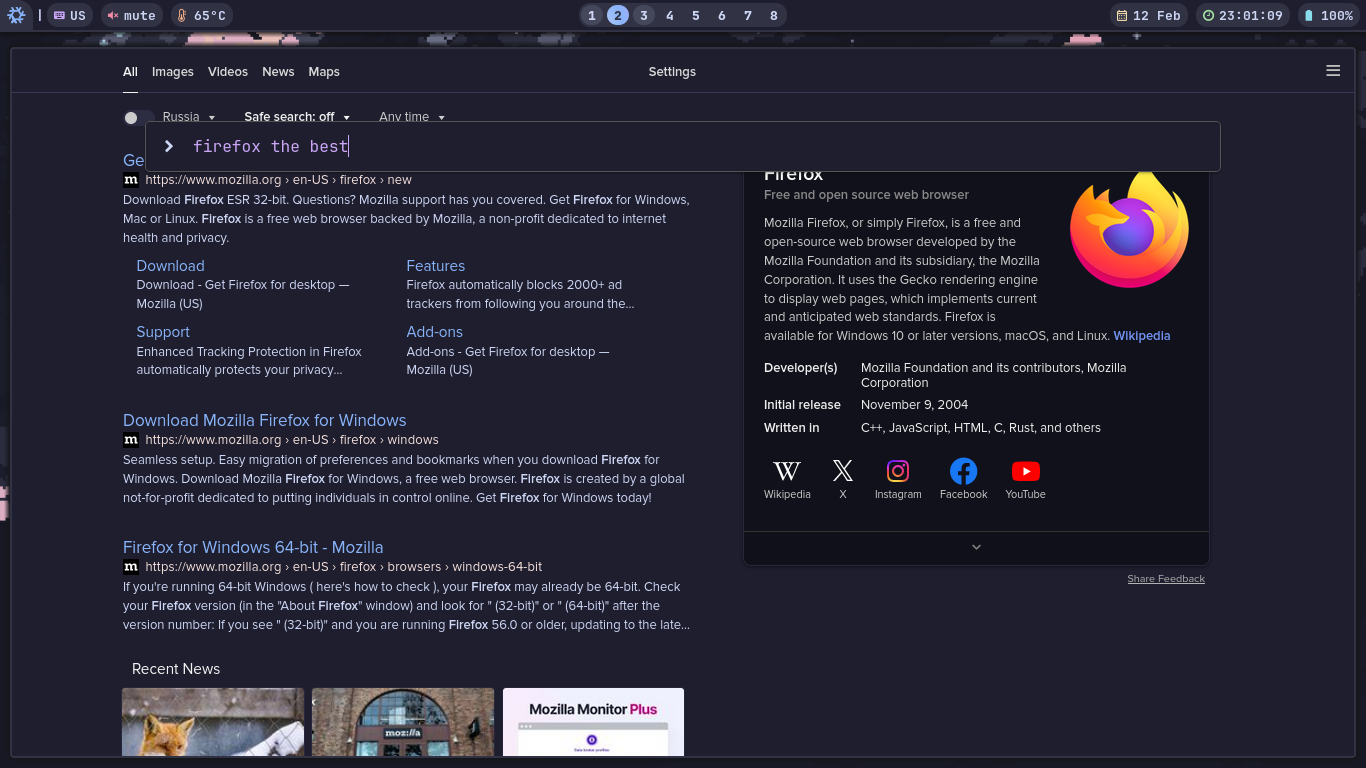 US mute 65°C 1 2 3 4 5 6 7 8 12 Feb 23:01:09 100%
All Images Videos News Maps Settings
Russia Safe search: off Any time
firefox the best
Ge
https://www.mozilla.org › en-US › firefox › new
Download Firefox ESR 32-bit. Questions? Mozilla support has you covered. Get Firefox for Windows,
Mac or Linux. Firefox is a free web browser backed by Mozilla, a non-profit dedicated to internet
health and privacy.
Download
Download - Get Firefox for desktop —
Mozilla (US)
Features
Firefox automatically blocks 2000+ ad
trackers from following you around the...
Support
Enhanced Tracking Protection in Firefox
automatically protects your privacy...
Add-ons
Add-ons - Get Firefox for desktop —
Mozilla (US)
Download Mozilla Firefox for Windows
https://www.mozilla.org › en-US › firefox › windows
Seamless setup. Easy migration of preferences and bookmarks when you download Firefox for
Windows. Download Mozilla Firefox for Windows, a free web browser. Firefox is created by a global
not-for-profit dedicated to putting individuals in control online. Get Firefox for Windows today!
Firefox for Windows 64-bit - Mozilla
https://www.mozilla.org › en-US › firefox › browsers › windows-64-bit
If you're running 64-bit Windows ( here's how to check ), your Firefox may already be 64-bit. Check
your Firefox version (in the "About Firefox" window) and look for " (32-bit)" or " (64-bit)" after the
version number: If you see " (32-bit)" and you are running Firefox 56.0 or older, updating to the late...
Recent News
moz://a
Mozilla Monitor Plus
Firefox
Free and open source web browser
Mozilla Firefox, or simply Firefox, is a free and
open-source web browser developed by the
Mozilla Foundation and its subsidiary, the Mozilla
Corporation. It uses the Gecko rendering engine
to display web pages, which implements current
and anticipated web standards. Firefox is
available for Windows 10 or later versions, macOS, and Linux. Wikipedia
Developer(s) Mozilla Foundation and its contributors, Mozilla
Corporation
Initial release November 9, 2004
Written in C++, JavaScript, HTML, C, Rust, and others
Wikipedia X Instagram Facebook YouTube
Share Feedback